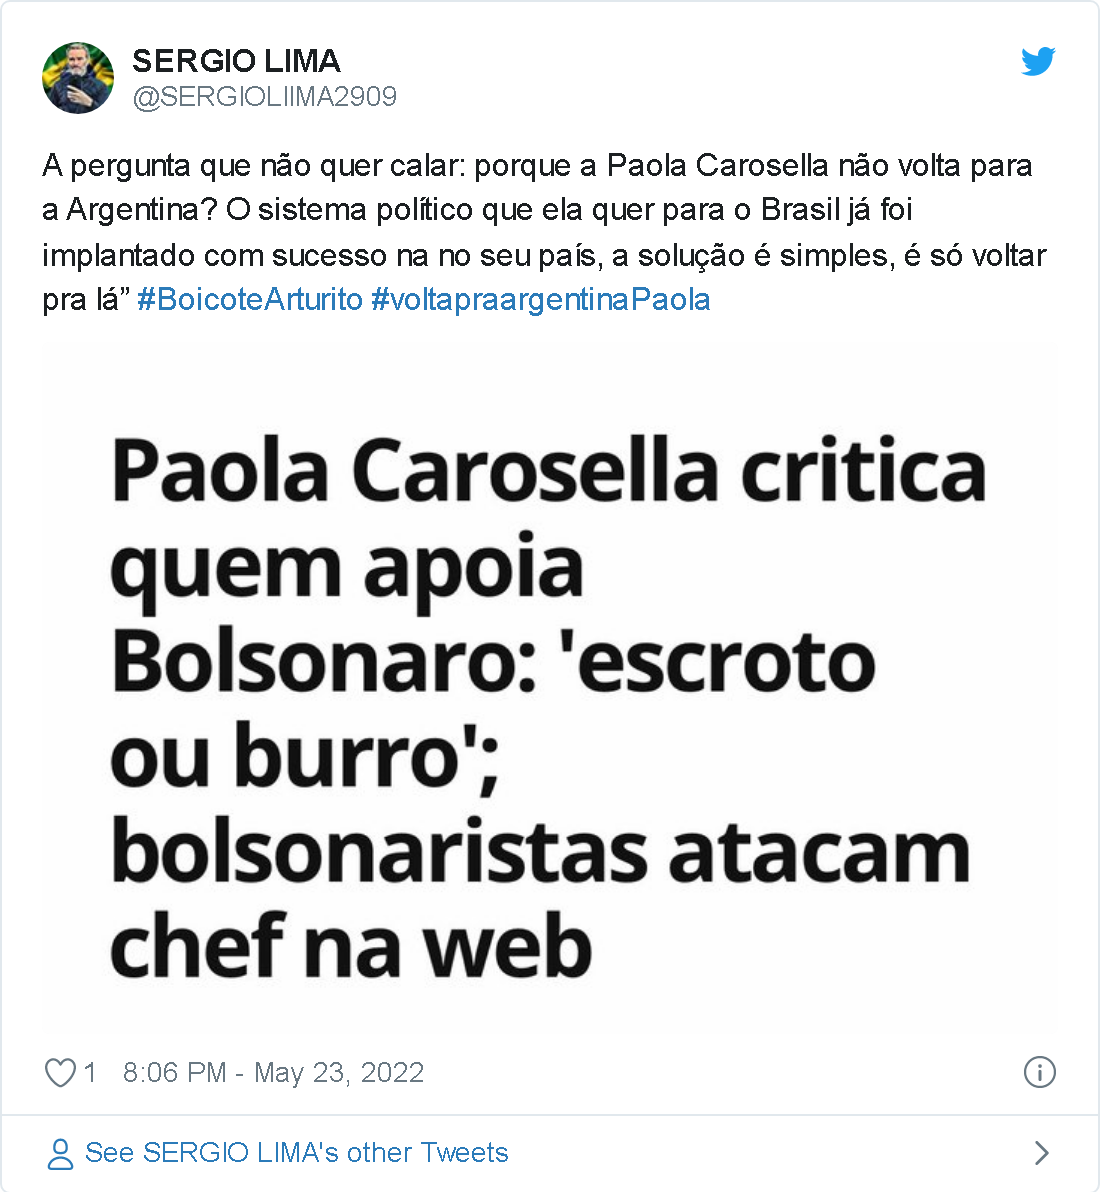 SERGIO LIMA
@SERGIOLIIMA2909
A pergunta que não quer calar: porque a Paola Carosella não volta para
a Argentina? O sistema político que ela quer para o Brasil já foi
implantado com sucesso na no seu país, a solução é simples, é só voltar
pra lá” #BoicoteArturito #voltapraargentinaPaola
Paola Carosella critica
quem apoia
Bolsonaro: 'escroto
ou burro';
bolsonaristas atacam
chef na web
1 8:06 PM - May 23, 2022
See SERGIO LIMA's other Tweets